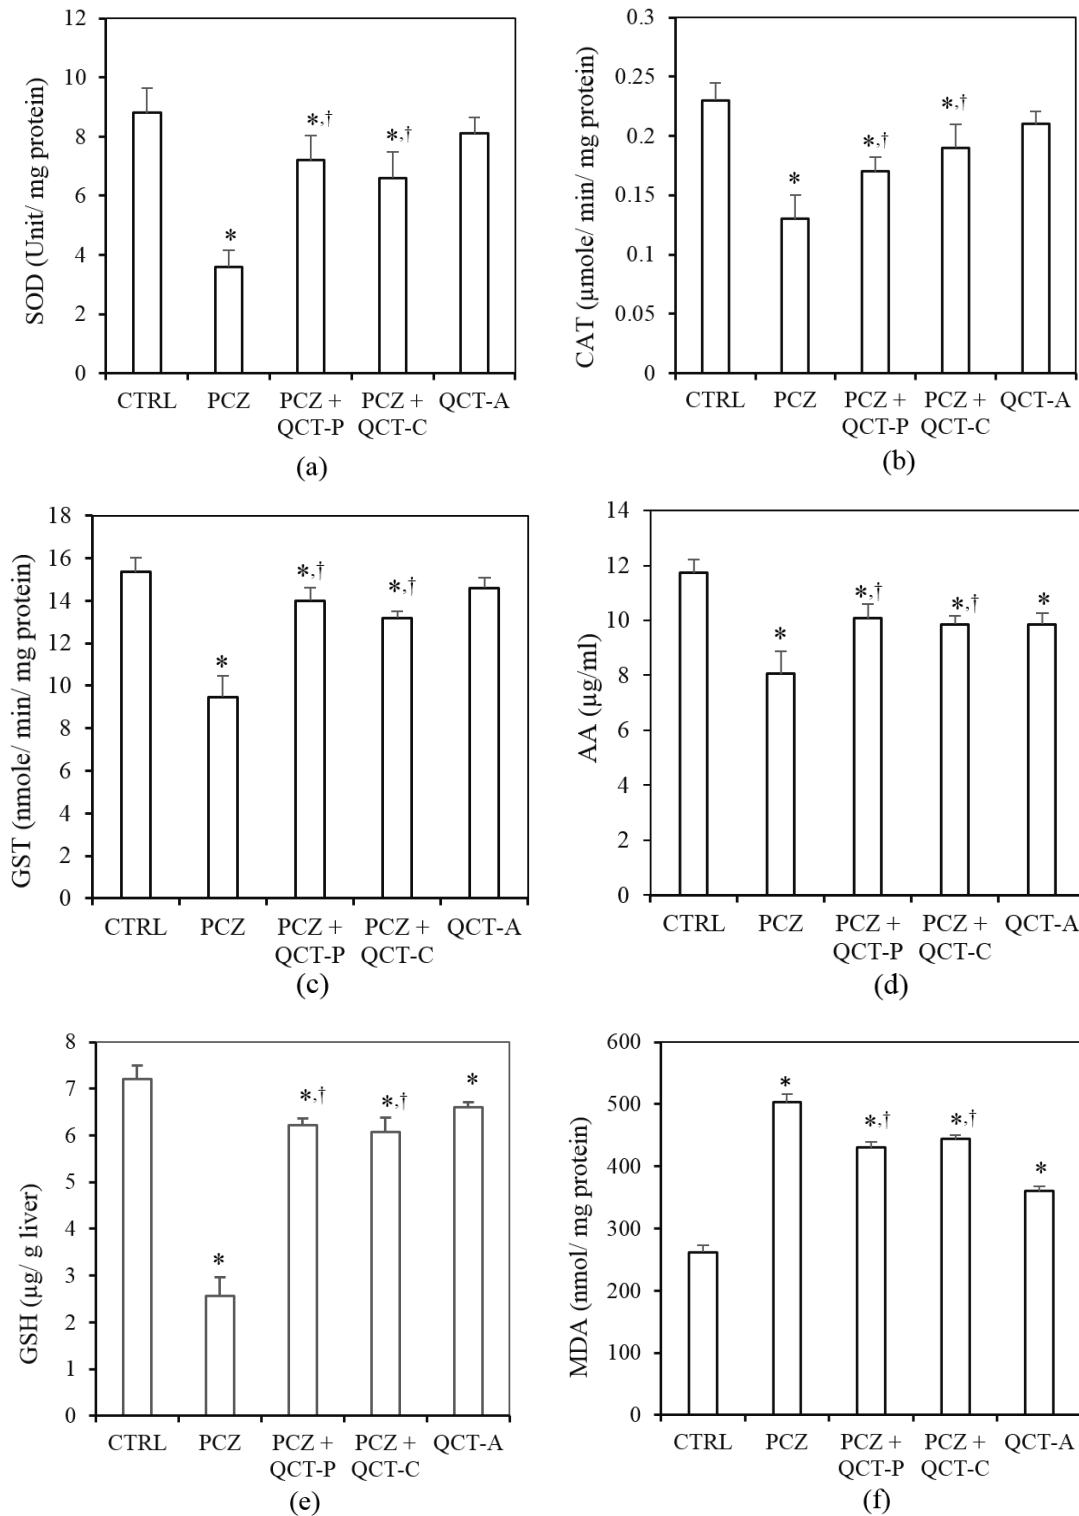 SOD (Unit/ mg protein)
12
10
8
6
4
2
0
*
*,†
*,†
CTRL PCZ PCZ + QCT-A
QCT-P
PCZ +
QCT-C
(a)
CAT (µmole/ min/ mg protein)
0.3
0.25
0.2
0.15
0.1
0.05
0
*
*,†
*,†
CTRL PCZ PCZ + QCT-A
QCT-P
PCZ +
QCT-C
(b)
GST (nmole/ min/ mg protein)
18
16
14
12
10
8
6
4
2
0
*
*,†
*,†
CTRL PCZ PCZ + QCT-A
QCT-P
PCZ +
QCT-C
(c)
AA (µg/ml)
14
12
10
8
6
4
2
0
*
*,†
*,†
*
CTRL PCZ PCZ + QCT-A
QCT-P
PCZ +
QCT-C
(d)
GSH (µg/ g liver)
8
7
6
5
4
3
2
1
0
*
*,†
*,†
*
CTRL PCZ PCZ + QCT-A
QCT-P
PCZ +
QCT-C
(e)
MDA (nmol/ mg protein)
600
500
400
300
200
100
0
*
*,†
*,†
*
CTRL PCZ PCZ + QCT-A
QCT-P
PCZ +
QCT-C
(f)